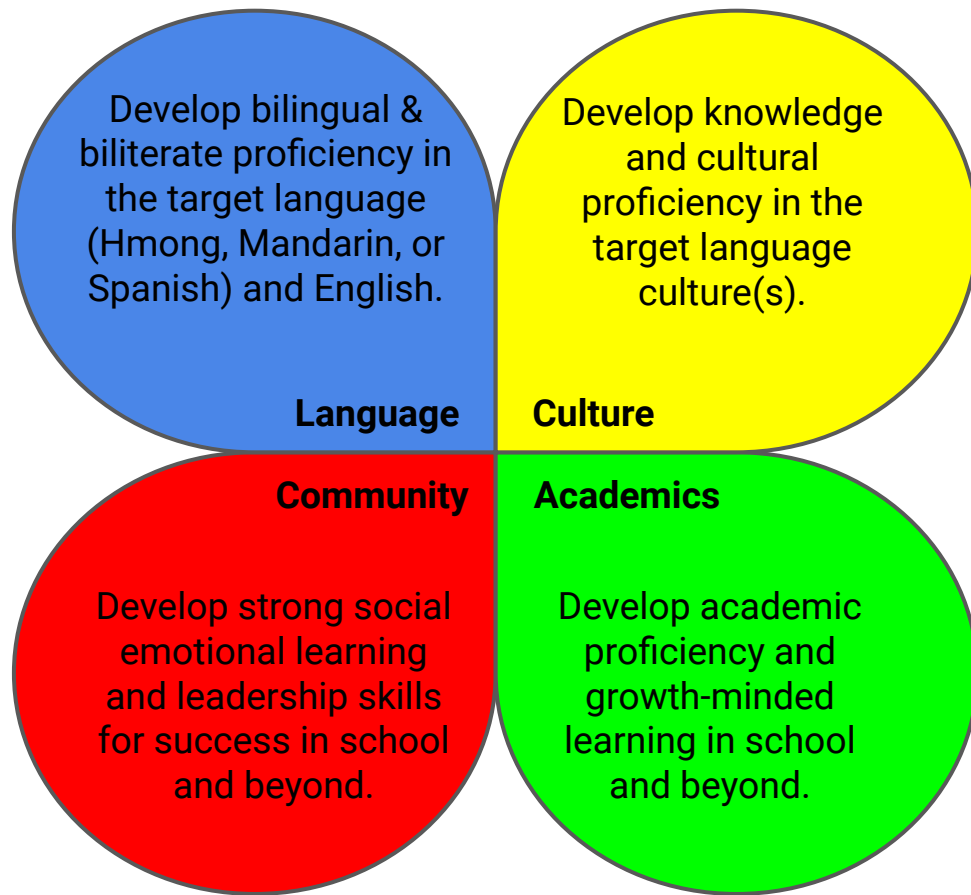 Develop bilingual &
biliterate proficiency in
the target language
(Hmong, Mandarin, or
Spanish) and English.
Language
Develop knowledge
and cultural
proficiency in the
target language
culture(s).
Culture
Community
Develop strong social
emotional learning
and leadership skills
for success in school
and beyond.
Academics
Develop academic
proficiency and
growth-minded
learning in school
and beyond.